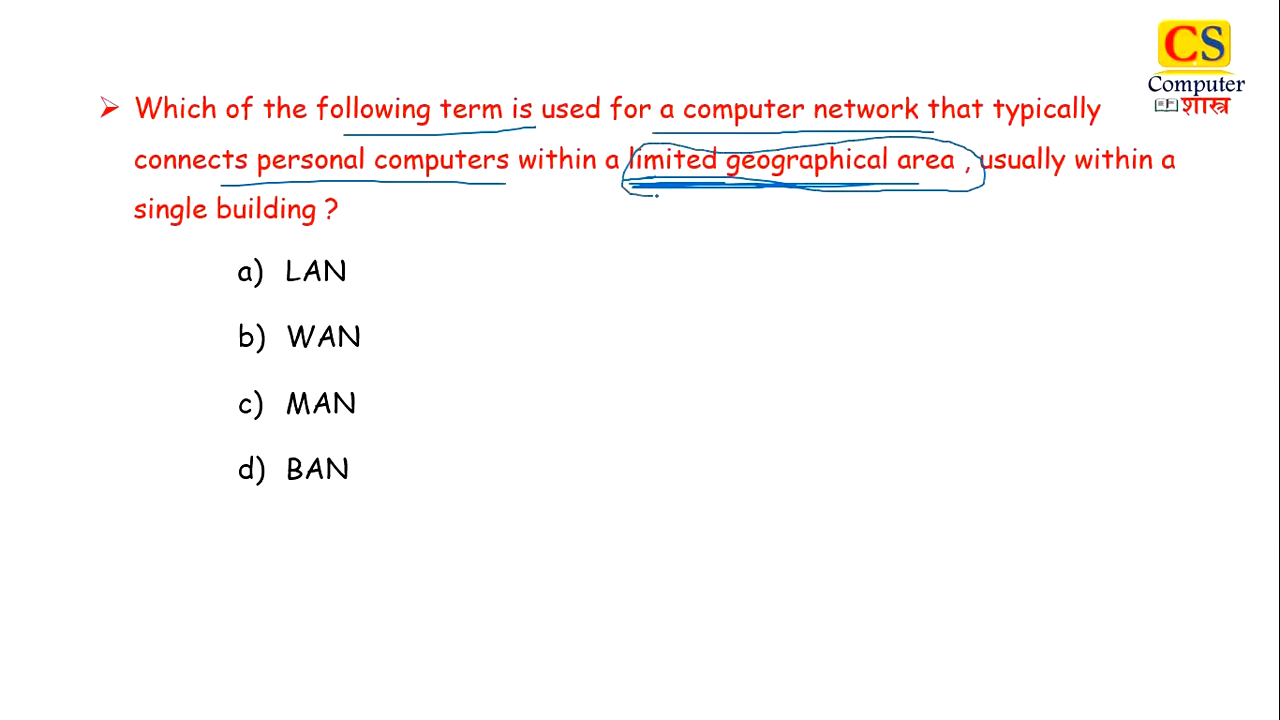 CS
Computer
शास्त्र
➢ Which of the following term is used for a computer network that typically
connects personal computers within a limited geographical area , usually within a
single building ?
a) LAN
b) WAN
c) MAN
d) BAN